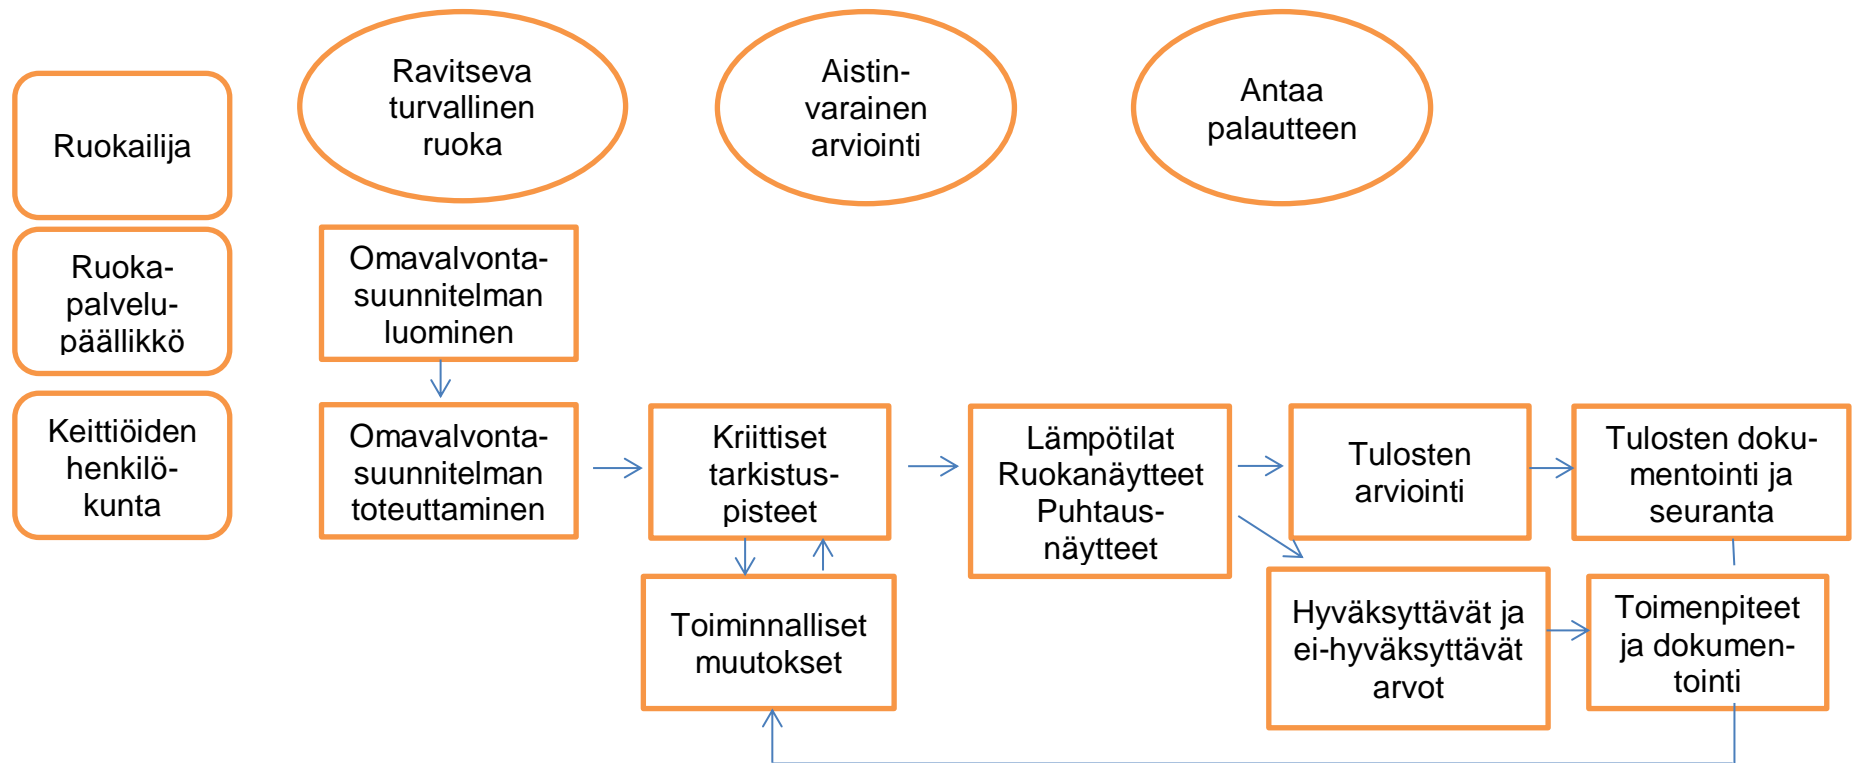 Ruokailija
Ravitseva
turvallinen
ruoka
Aistin-
varainen
arviointi
Antaa
palautteen
Ruoka-
palvelu-
päällikkö
Omavalvonta-
suunnitelman
luominen
Keittiöiden
henkilö-
kunta
Omavalvonta-
suunnitelman
toteuttaminen
Kriittiset
tarkistus-
pisteet
Lämpötilat
Ruokanäytteet
Puhtaus-
näytteet
Tulosten
arviointi
Tulosten doku-
mentointi ja
seuranta
Toiminnalliset
muutokset
Hyväksyttävät ja
ei-hyväksyttävät
arvot
Toimenpiteet
ja dokumen-
tointi